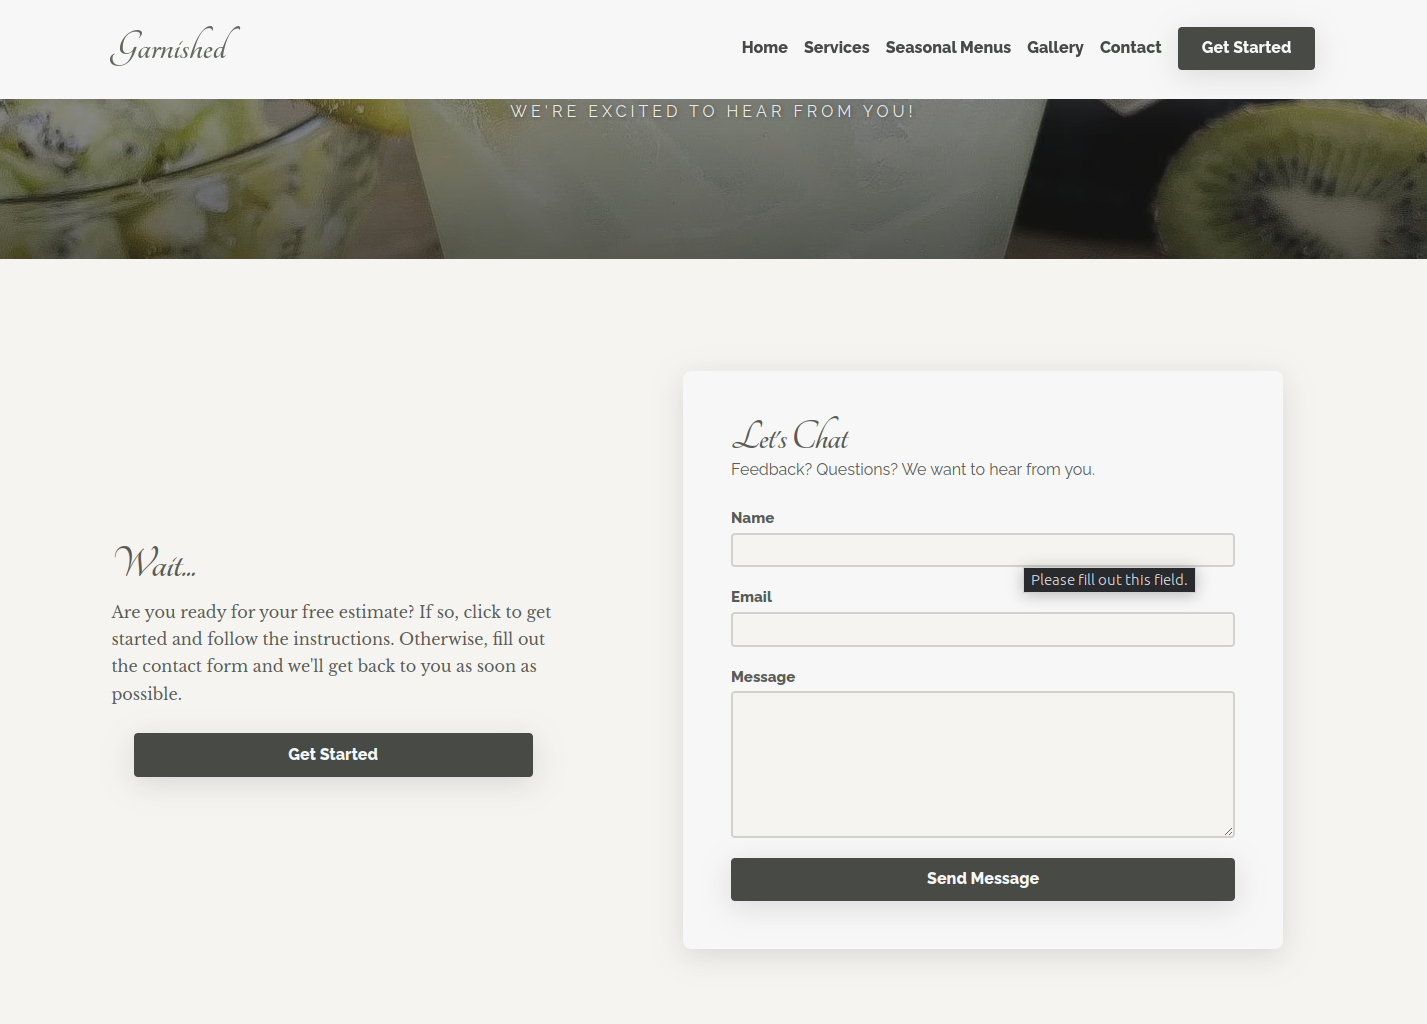 Garnished
Home Services Seasonal Menus Gallery Contact Get Started
WE'RE EXCITED TO HEAR FROM YOU!
Wait...
Are you ready for your free estimate? If so, click to get
started and follow the instructions. Otherwise, fill out
the contact form and we'll get back to you as soon as
possible.
Get Started
Let's Chat
Feedback? Questions? We want to hear from you.
Name
Please fill out this field.
Email
Message
Send Message